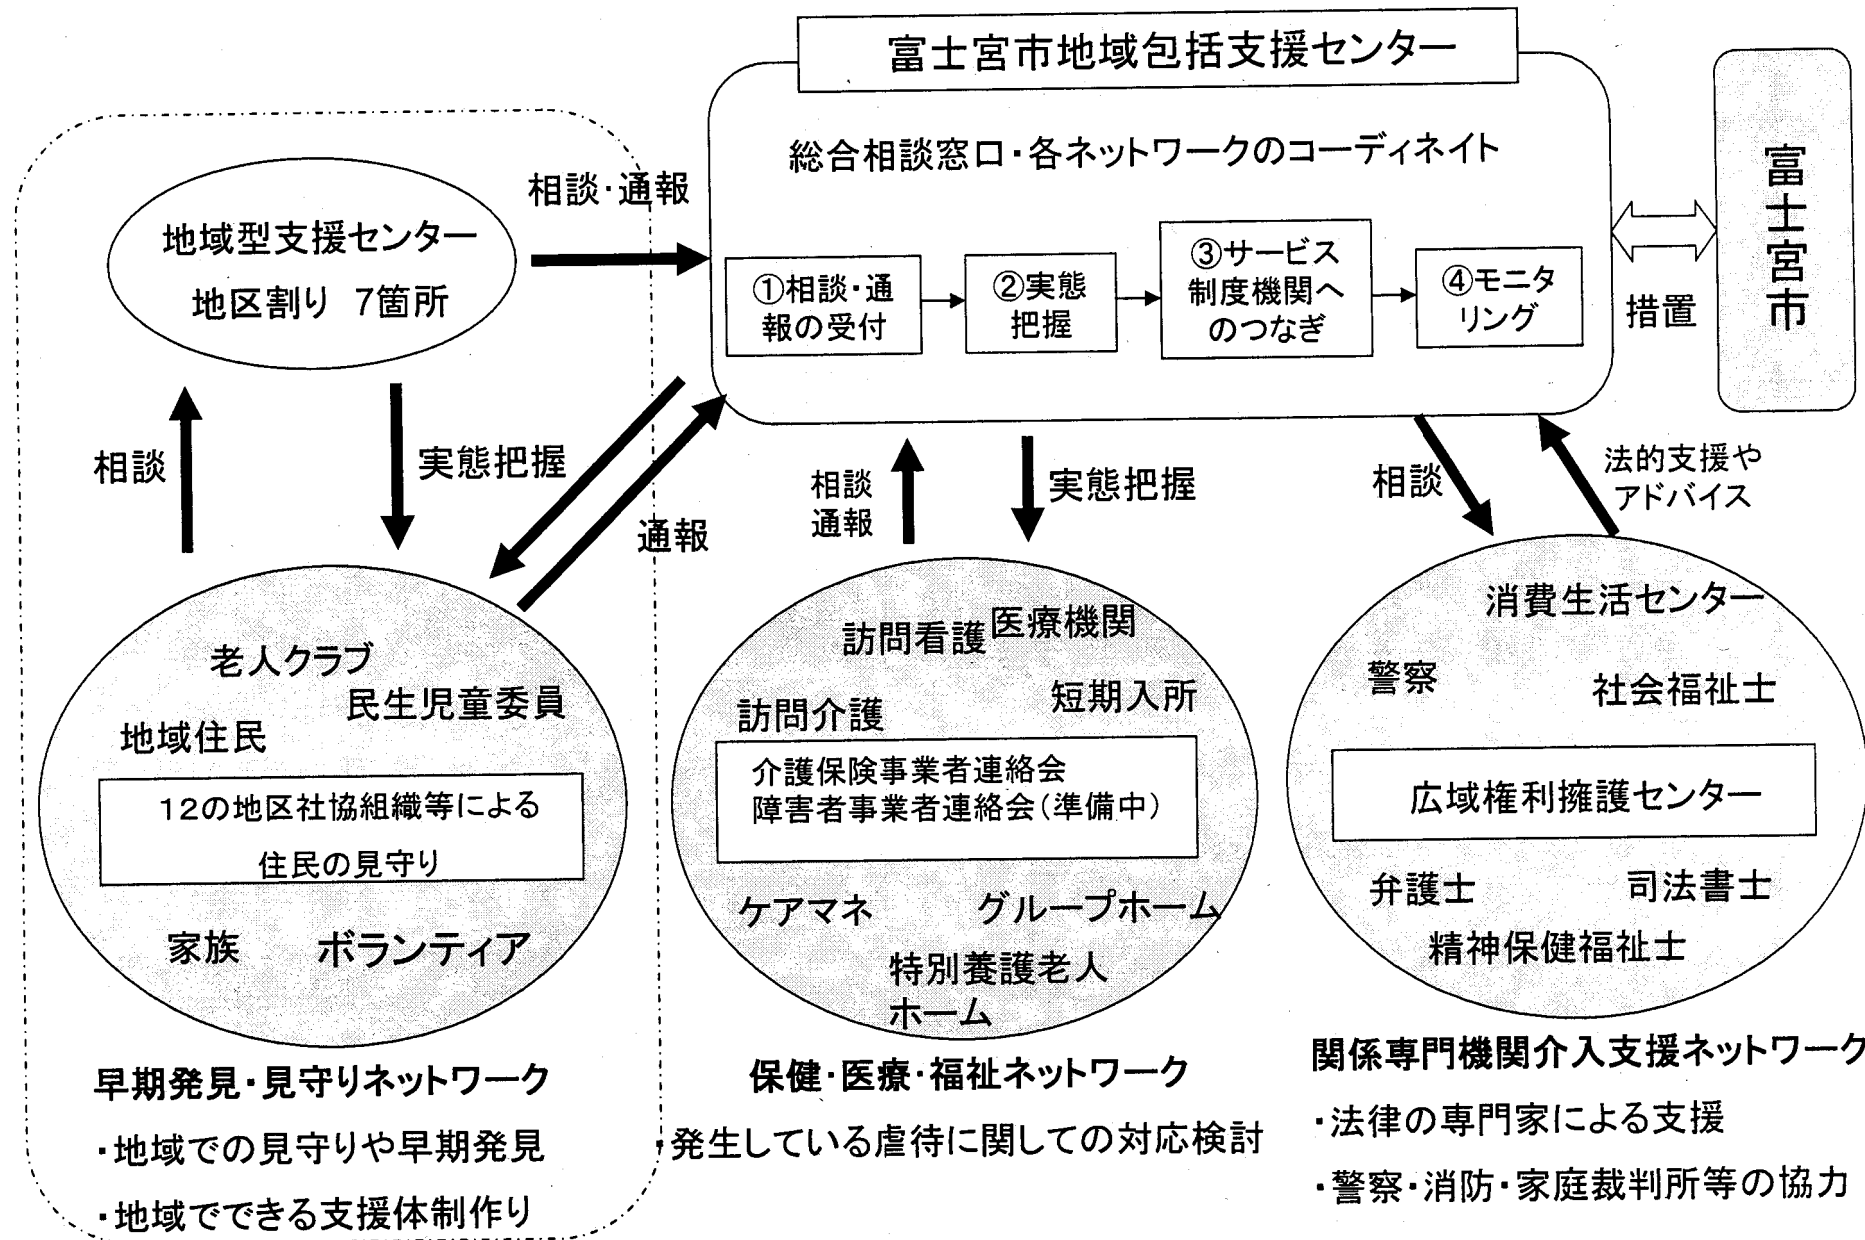 富士宮市地域包括支援センター
総合相談窓口・各ネットワークのコーディネイト
①相談・通
報の受付
②実態
把握
③サービス
制度機関へ
のつなぎ
④モニタ
リング
措置
富士宮市
地域型支援センター
地区割り 7箇所
相談・通報
相談
実態把握
通報
相談
通報
実態把握
相談
法的支援や
アドバイス
老人クラブ
民生児童委員
地域住民
12の地区社協組織等による
住民の見守り
家族
ボランティア
早期発見・見守りネットワーク
・地域での見守りや早期発見
・地域でできる支援体制作り
訪問看護
医療機関
訪問介護
短期入所
介護保険事業者連絡会
障害者事業者連絡会(準備中)
ケアマネ
グループホーム
特別養護老人
ホーム
保健・医療・福祉ネットワーク
・発生している虐待に関しての対応検討
消費生活センター
警察
社会福祉士
広域権利擁護センター
弁護士
司法書士
精神保健福祉士
関係専門機関介入支援ネットワーク
・法律の専門家による支援
・警察・消防・家庭裁判所等の協力